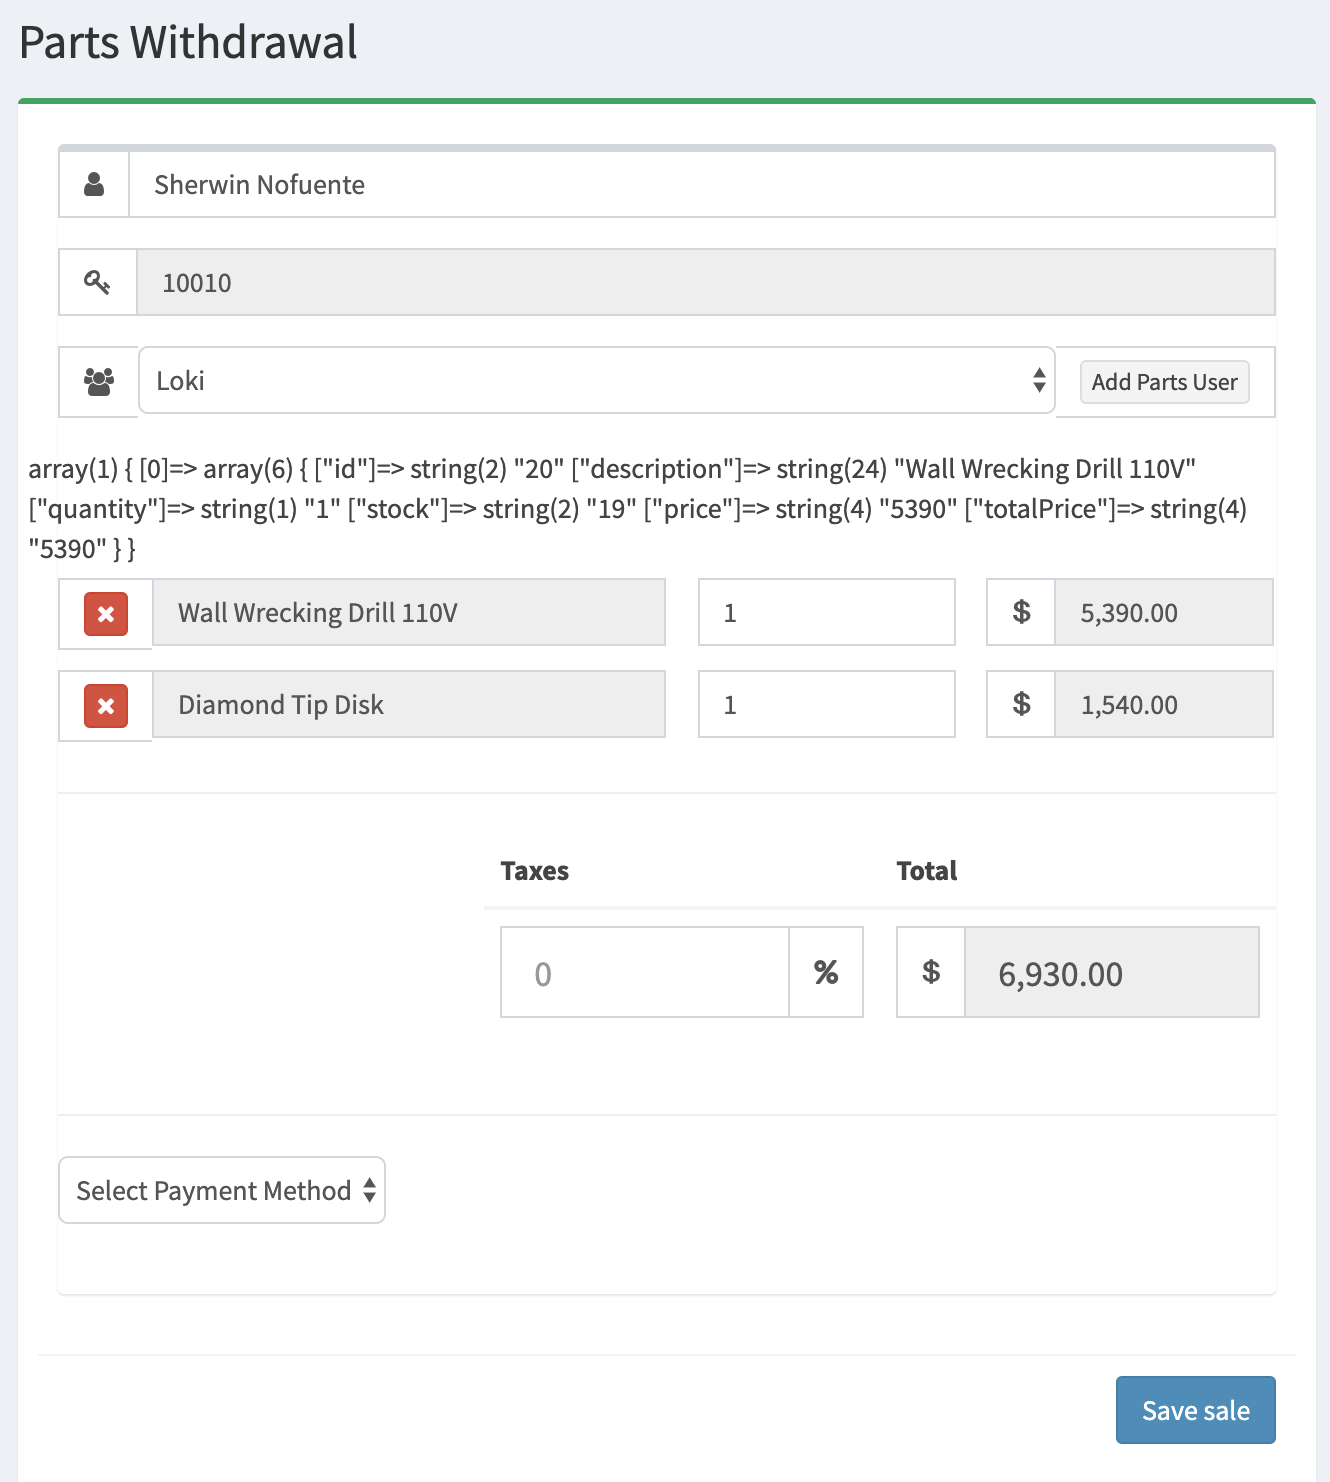 Parts Withdrawal
Sherwin Nofuente
10010
Loki
Add Parts User
array(1) { [0]=> array(6) { ["id"]=> string(2) "20" ["description"]=> string(24) "Wall Wrecking Drill 110V"
["quantity"]=> string(1) "1" ["stock"]=> string(2) "19" ["price"]=> string(4) "5390" ["totalPrice"]=> string(4)
"5390" } }
Wall Wrecking Drill 110V 1 $ 5,390.00
Diamond Tip Disk 1 $ 1,540.00
Taxes Total
0 % $ 6,930.00
Select Payment Method
Save sale